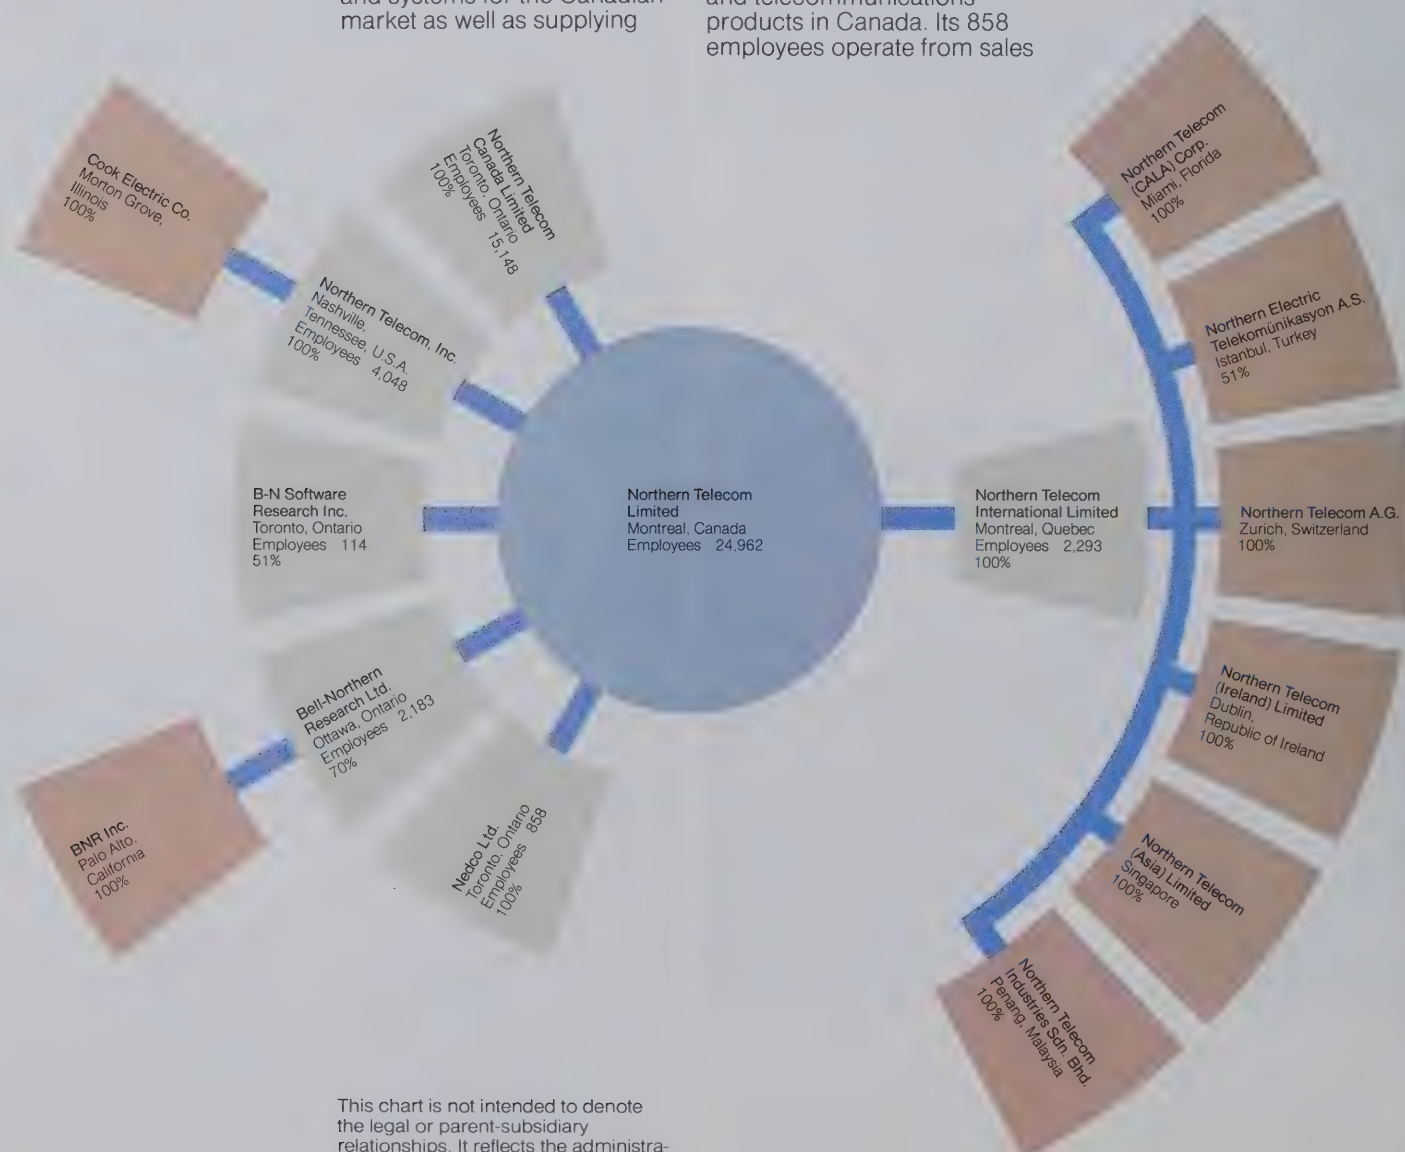 and systems for the Canadian
market as well as supplying
and telecommunications
products in Canada. Its 858
employees operate from sales
Cook Electric Co.
Morton Grove,
Illinois
100%
Northern Telecom
Canada Limited
Toronto, Ontario
Employees 15,148
100%
Northern Telecom, Inc.
Nashville,
Tennessee, U.S.A.
Employees 4,048
100%
B-N Software
Research Inc.
Toronto, Ontario
Employees 114
51%
Bell-Northern
Research Ltd.
Ottawa, Ontario
Employees 2,183
70%
BNR Inc.
Palo Alto,
California
100%
Nedco Ltd.
Toronto, Ontario
Employees 858
100%
Northern Telecom
Limited
Montreal, Canada
Employees 24,962
Northern Telecom
International Limited
Montreal, Quebec
Employees 2,293
100%
Northern Telecom
(CALA) Corp.
Miami, Florida
100%
Northern Electric
Telekomünikasyon A.S.
Istanbul, Turkey
51%
Northern Telecom A.G.
Zurich, Switzerland
100%
Northern Telecom
(Ireland) Limited
Dublin,
Republic of Ireland
100%
Northern Telecom
(Asia) Limited
Singapore
100%
Northern Telecom
Industries Sdn. Bhd.
Penang, Malaysia
100%
This chart is not intended to denote
the legal or parent-subsidiary
relationships. It reflects the administra-